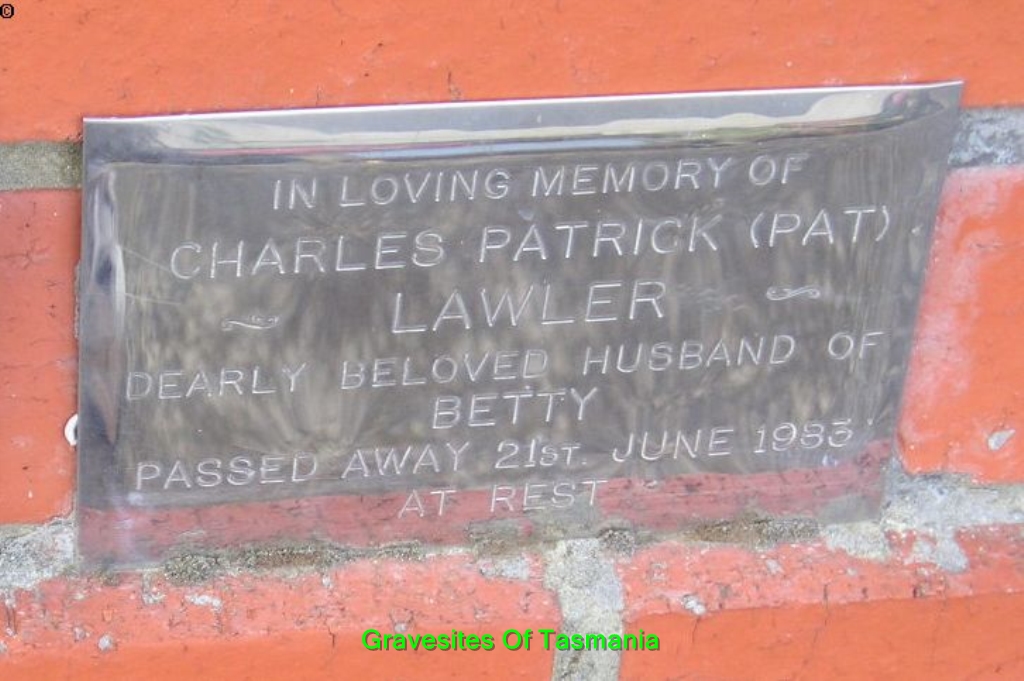 ©
IN LOVING MEMORY OF
CHARLES PATRICK (PAT)
LAWLER
DEARLY BELOVED HUSBAND OF
BETTY
PASSED AWAY 21ST. JUNE 1983
AT REST
Gravesites Of Tasmania